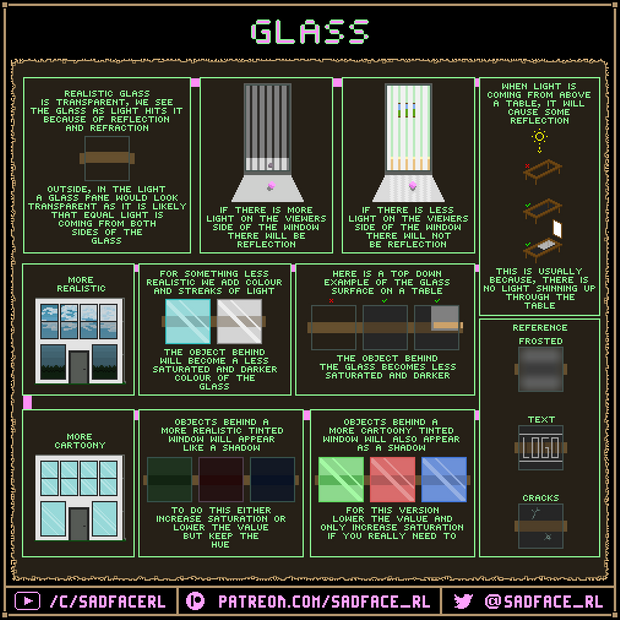 GLASS
REALISTIC GLASS
IS TRANSPARENT, WE SEE
THE GLASS AS LIGHT HITS IT
BECAUSE OF REFLECTION
AND REFRACTION
OUTSIDE, IN THE LIGHT
A GLASS PANE WOULD LOOK
TRANSPARENT AS IT IS LIKELY
THAT EQUAL LIGHT IS
COMING FROM BOTH
SIDES OF THE
GLASS
IF THERE IS MORE
LIGHT ON THE VIEWERS
SIDE OF THE WINDOW
THERE WILL BE
REFLECTION
IF THERE IS LESS
LIGHT ON THE VIEWERS
SIDE OF THE WINDOW
THERE WILL NOT
BE REFLECTION
WHEN LIGHT IS
COMING FROM ABOVE
A TABLE, IT WILL
CAUSE SOME
REFLECTION
THIS IS USUALLY
BECAUSE, THERE IS
NO LIGHT SHINNING UP
THROUGH THE
TABLE
MORE
REALISTIC
FOR SOMETHING LESS
REALISTIC WE ADD COLOUR
AND STREAKS OF LIGHT
THE OBJECT BEHIND
WILL BECOME A LESS
SATURATED AND DARKER
COLOUR OF THE
GLASS
HERE IS A TOP DOWN
EXAMPLE OF THE GLASS
SURFACE ON A TABLE
THE OBJECT BEHIND
THE GLASS BECOMES LESS
SATURATED AND DARKER
REFERENCE
FROSTED
TEXT
LOGO
CRACKS
MORE
CARTOONY
OBJECTS BEHIND A
MORE REALISTIC TINTED
WINDOW WILL APPEAR
LIKE A SHADOW
TO DO THIS EITHER
INCREASE SATURATION OR
LOWER THE VALUE
BUT KEEP THE
HUE
OBJECTS BEHIND A
MORE CARTOONY TINTED
WINDOW WILL ALSO APPEAR
AS A SHADOW
FOR THIS VERSION
LOWER THE VALUE AND
ONLY INCREASE SATURATION
IF YOU REALLY NEED TO
/C/SADFACERL
PATREON.COM/SADFACE_RL
@SADFACE_RL